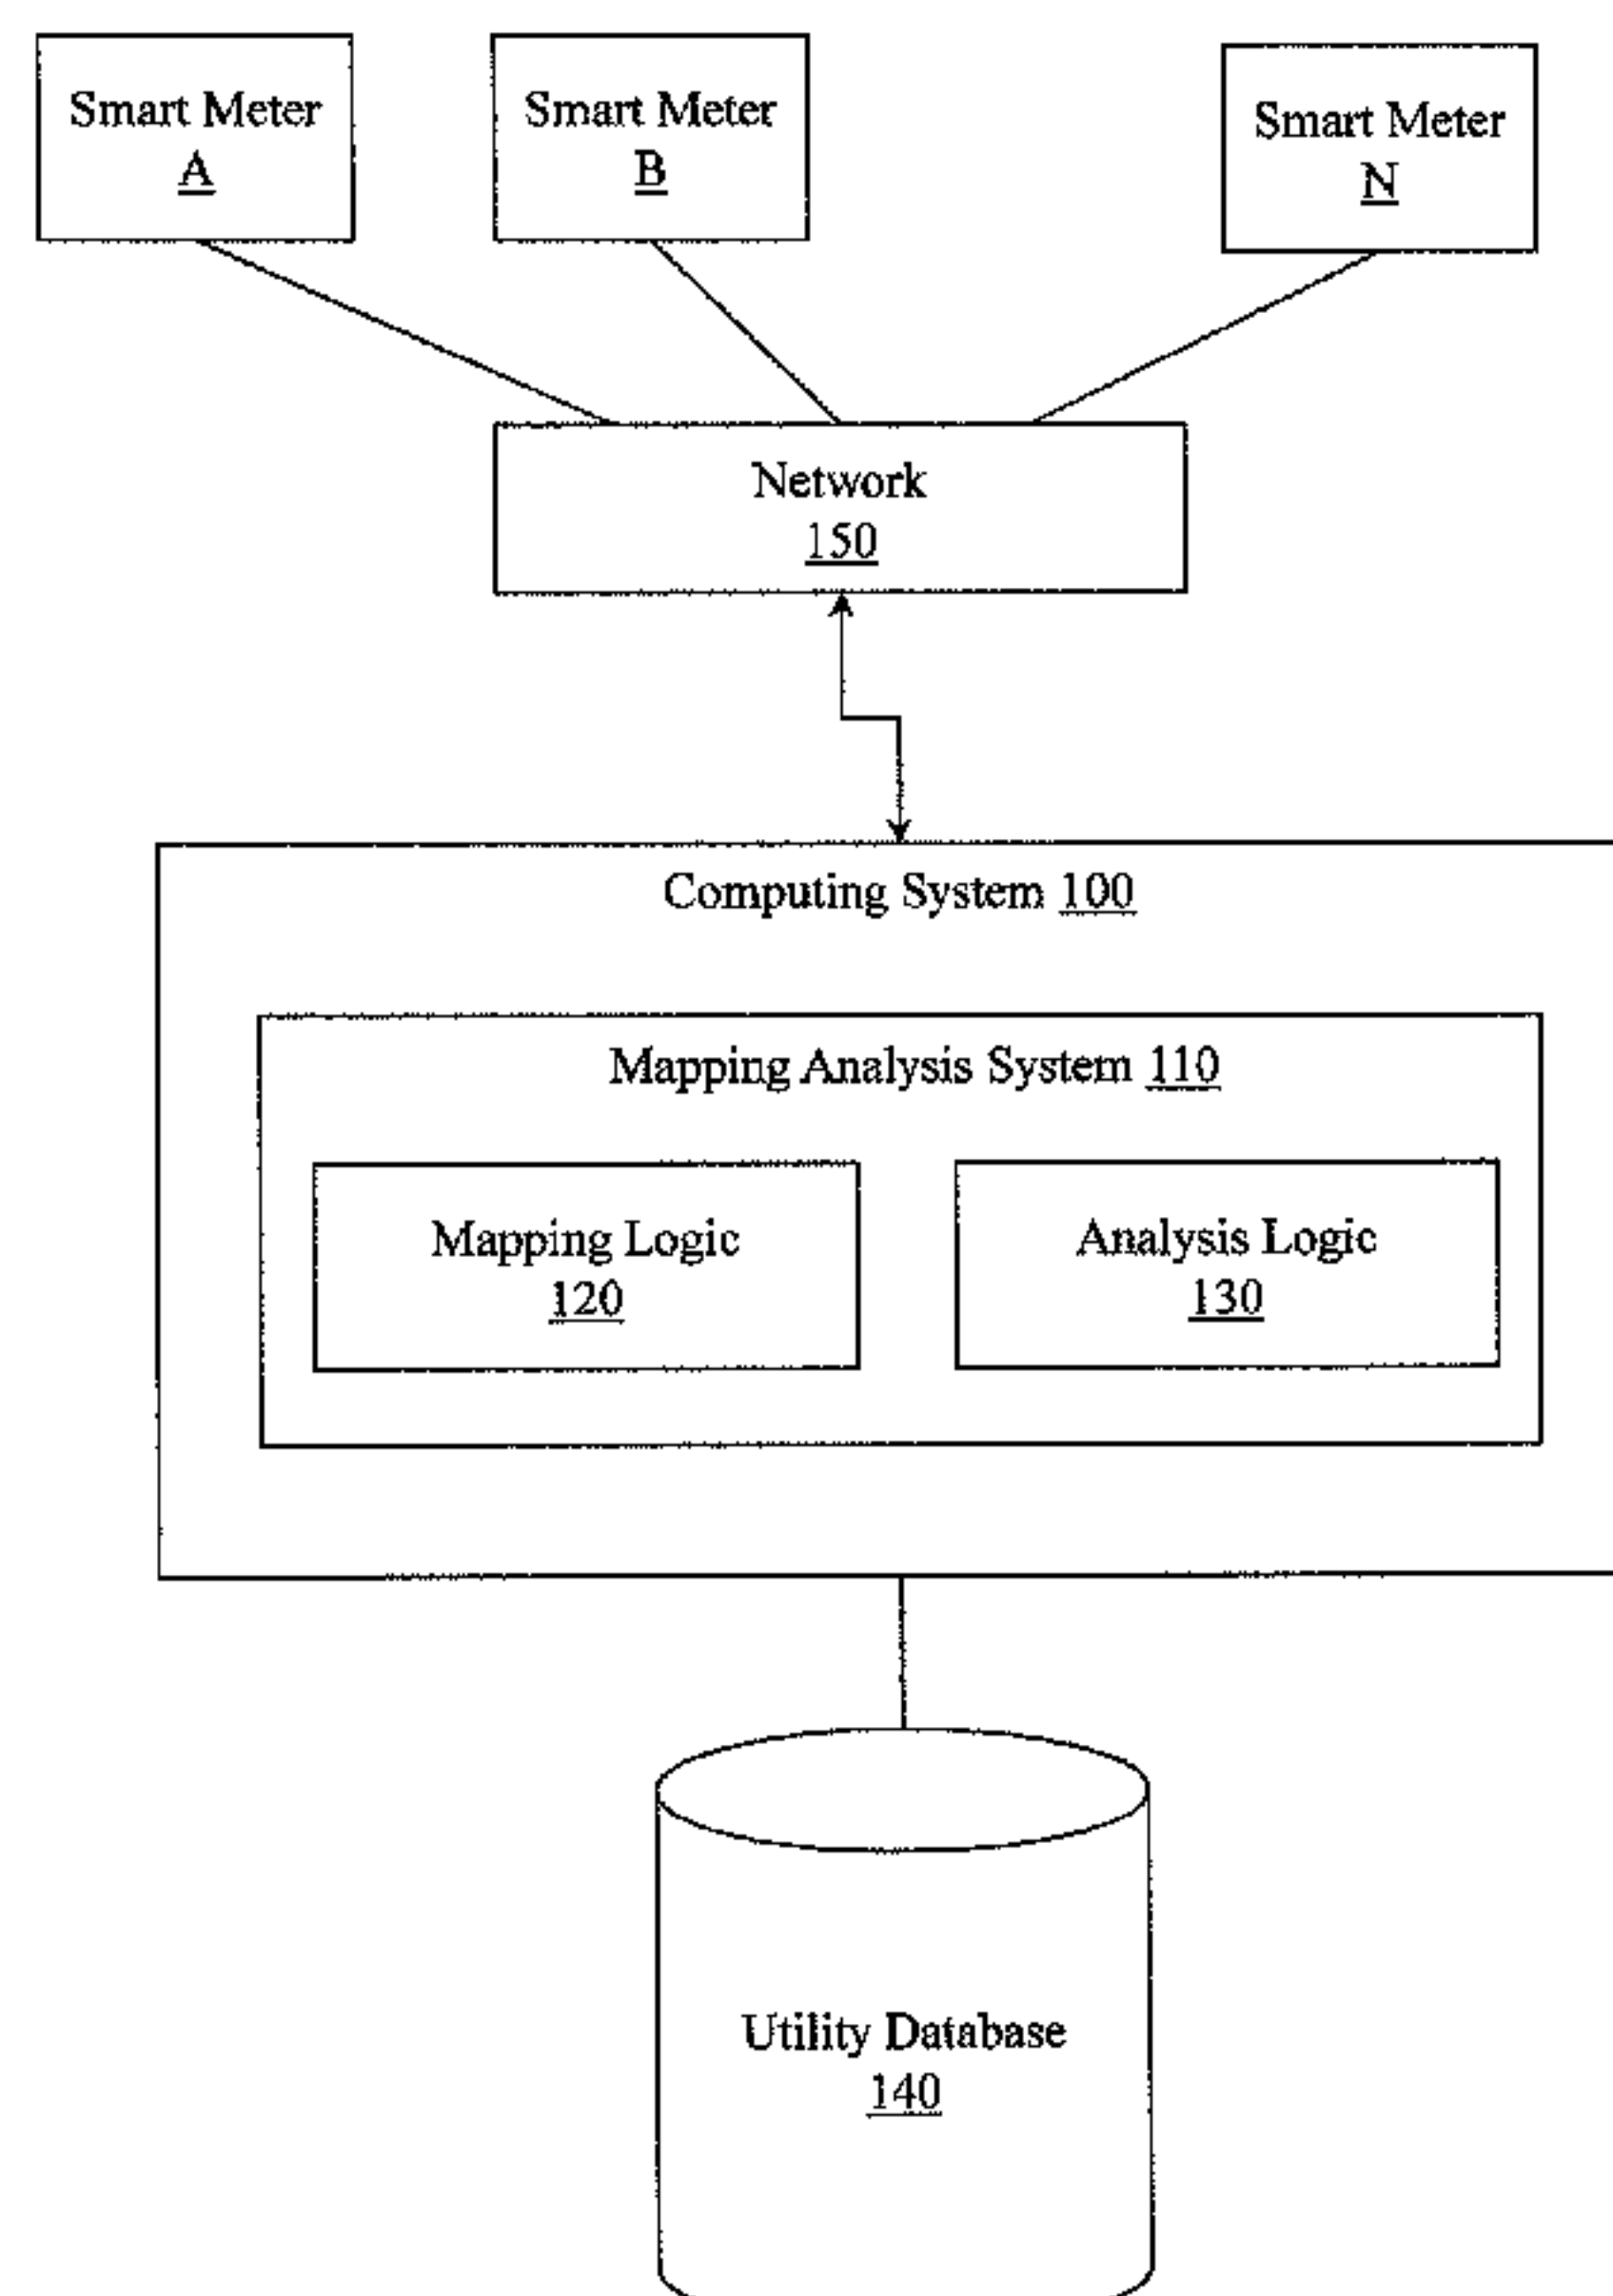 Smart Meter
A
Smart Meter
B
Smart Meter
N
Network
150
Computing System 100
Mapping Analysis System 110
Mapping Logic
120
Analysis Logic
130
Utility Database
140